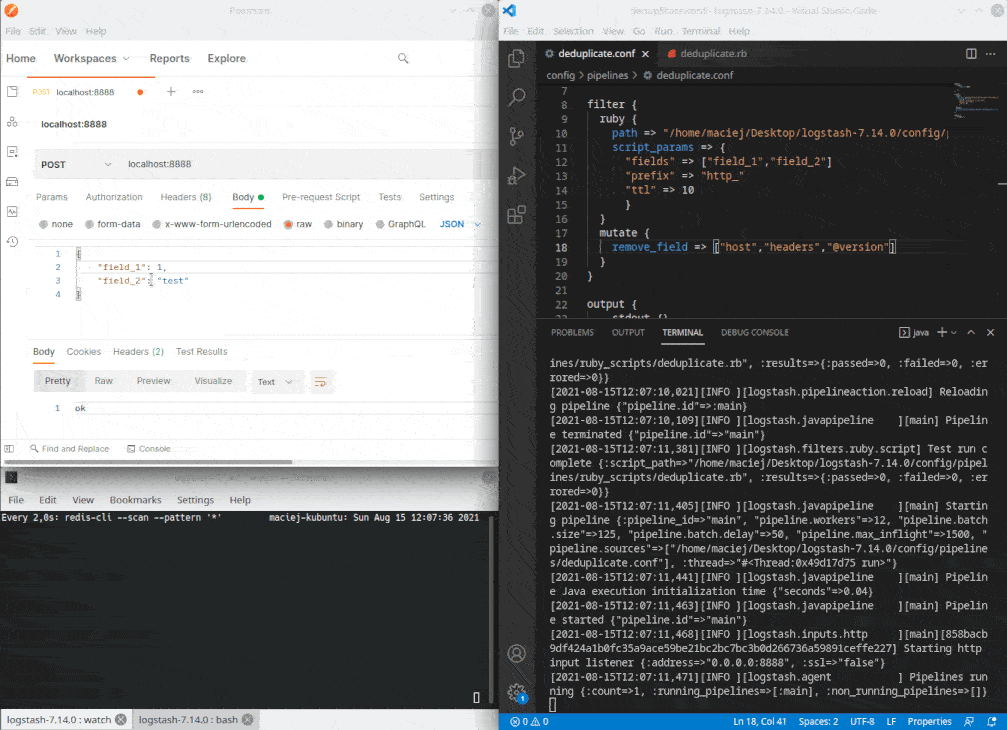 Postman
File Edit View Help
Home Workspaces Reports Explore
POST localhost:8888
localhost:8888
POST localhost:8888
Params Authorization Headers (8) Body Pre-request Script Tests Settings
none form-data x-www-form-urlencoded raw binary GraphQL JSON
1 {
2 "field_1": 1,
3 "field_2": "test"
4 }
Body Cookies Headers (2) Test Results
Pretty Raw Preview Visualize Text
1 ok
Find and Replace Console
File Edit View Bookmarks Settings Help
Every 2,0s: redis-cli --scan --pattern '*' maciej-kubuntu: Sun Aug 15 12:07:36 2021
logstash-7.14.0 : watch logstash-7.14.0 : bash
deduplicate.conf - logstash-7.14.0 - Visual Studio Code
File Edit Selection View Go Run Terminal Help
deduplicate.conf deduplicate.rb
config > pipelines > deduplicate.conf
7
8 filter {
9 ruby {
10 path => "/home/maciej/Desktop/logstash-7.14.0/config/
11 script_params => {
12 "fields" => ["field_1","field_2"]
13 "prefix" => "http_"
14 "ttl" => 10
15 }
16 }
17 mutate {
18 remove_field => ["host","headers","@version"]
19 }
20 }
21
22 output {
23 stdout {}
PROBLEMS OUTPUT TERMINAL DEBUG CONSOLE java
ines/ruby_scripts/deduplicate.rb", :results=>{:passed=>0, :failed=>0, :er
rored=>0}}
[2021-08-15T12:07:10,021][INFO ][logstash.pipelineaction.reload] Reloadin
g pipeline {"pipeline.id"=>:main}
[2021-08-15T12:07:10,109][INFO ][logstash.javapipeline ][main] Pipelin
e terminated {"pipeline.id"=>"main"}
[2021-08-15T12:07:11,381][INFO ][logstash.filters.ruby.script] Test run c
omplete {:script_path=>"/home/maciej/Desktop/logstash-7.14.0/config/pipel
ines/ruby_scripts/deduplicate.rb", :results=>{:passed=>0, :failed=>0, :er
rored=>0}}
[2021-08-15T12:07:11,405][INFO ][logstash.javapipeline ][main] Startin
g pipeline {:pipeline_id=>"main", "pipeline.workers"=>12, "pipeline.batch
.size"=>125, "pipeline.batch.delay"=>50, "pipeline.max_inflight"=>1500, "
pipeline.sources"=>["/home/maciej/Desktop/logstash-7.14.0/config/pipeline
s/deduplicate.conf"], :thread=>"#<Thread:0x49d17d75 run>"}
[2021-08-15T12:07:11,441][INFO ][logstash.javapipeline ][main] Pipelin
e Java execution initialization time {"seconds"=>0.04}
[2021-08-15T12:07:11,463][INFO ][logstash.javapipeline ][main] Pipelin
e started {"pipeline.id"=>"main"}
[2021-08-15T12:07:11,468][INFO ][logstash.inputs.http ][main][858bac
9df424a1b0fc35a9ace59be21bc2bc7bc3b0d266736a59891ceffe227] Starting http
input listener {:address=>"0.0.0.0:8888", :ssl=>"false"}
[2021-08-15T12:07:11,471][INFO ][logstash.agent ] Pipelines run
ning {:count=>1, :running_pipelines=>[:main], :non_running_pipelines=>[]}
1
0 0 Ln 18, Col 41 Spaces: 2 UTF-8 LF Properties